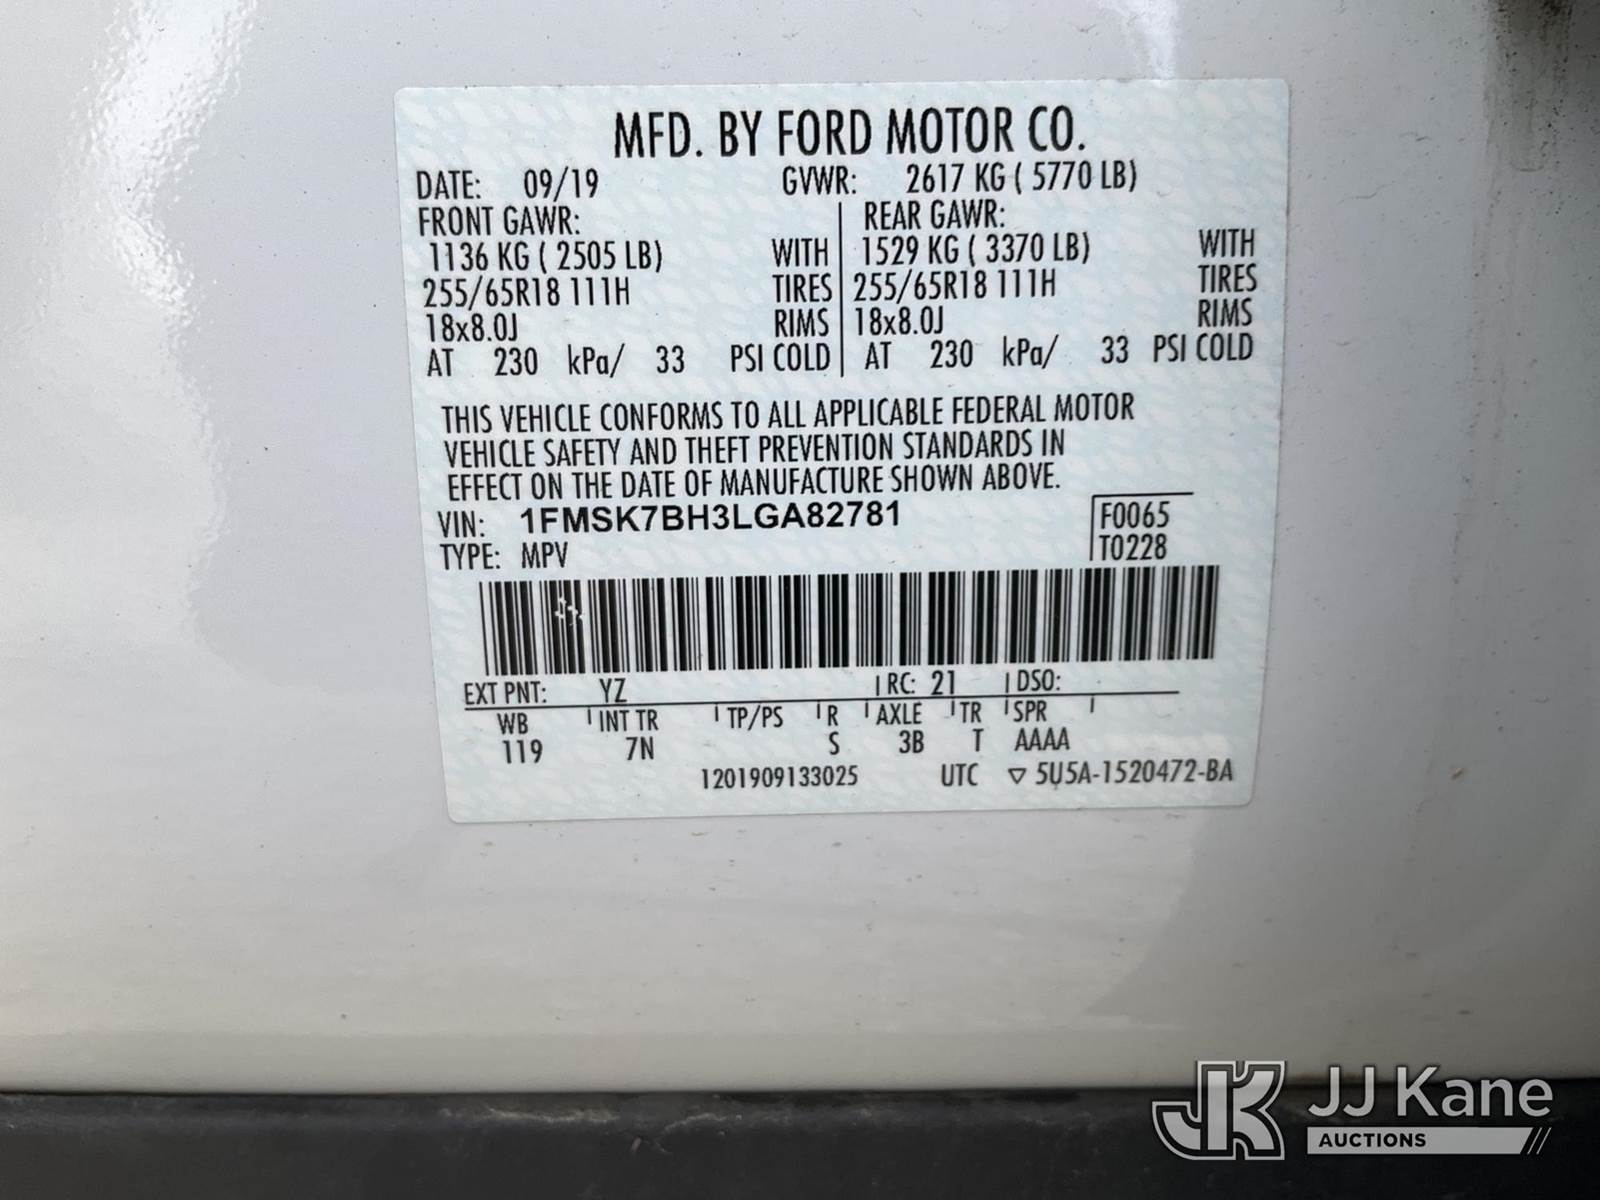 MFD. BY FORD MOTOR CO.
DATE: 09/19 GVWR: 2617 KG ( 5770 LB)
FRONT GAWR: REAR GAWR:
1136 KG ( 2505 LB) WITH 1529 KG ( 3370 LB) WITH
255/65R18 111H TIRES 255/65R18 111H TIRES
18x8.0J RIMS 18x8.0J RIMS
AT 230 kPa/ 33 PSI COLD AT 230 kPa/ 33 PSI COLD
THIS VEHICLE CONFORMS TO ALL APPLICABLE FEDERAL MOTOR
VEHICLE SAFETY AND THEFT PREVENTION STANDARDS IN
EFFECT ON THE DATE OF MANUFACTURE SHOWN ABOVE.
VIN: 1FMSK7BH3LGA82781 F0065
TYPE: MPV T0228
EXT PNT: YZ RC: 21 DSO:
WB INT TR TP/PS R AXLE TR SPR
119 7N S 3B T AAAA
1201909133025 UTC ▽ 5U5A-1520472-BA
JK JJ Kane
AUCTIONS